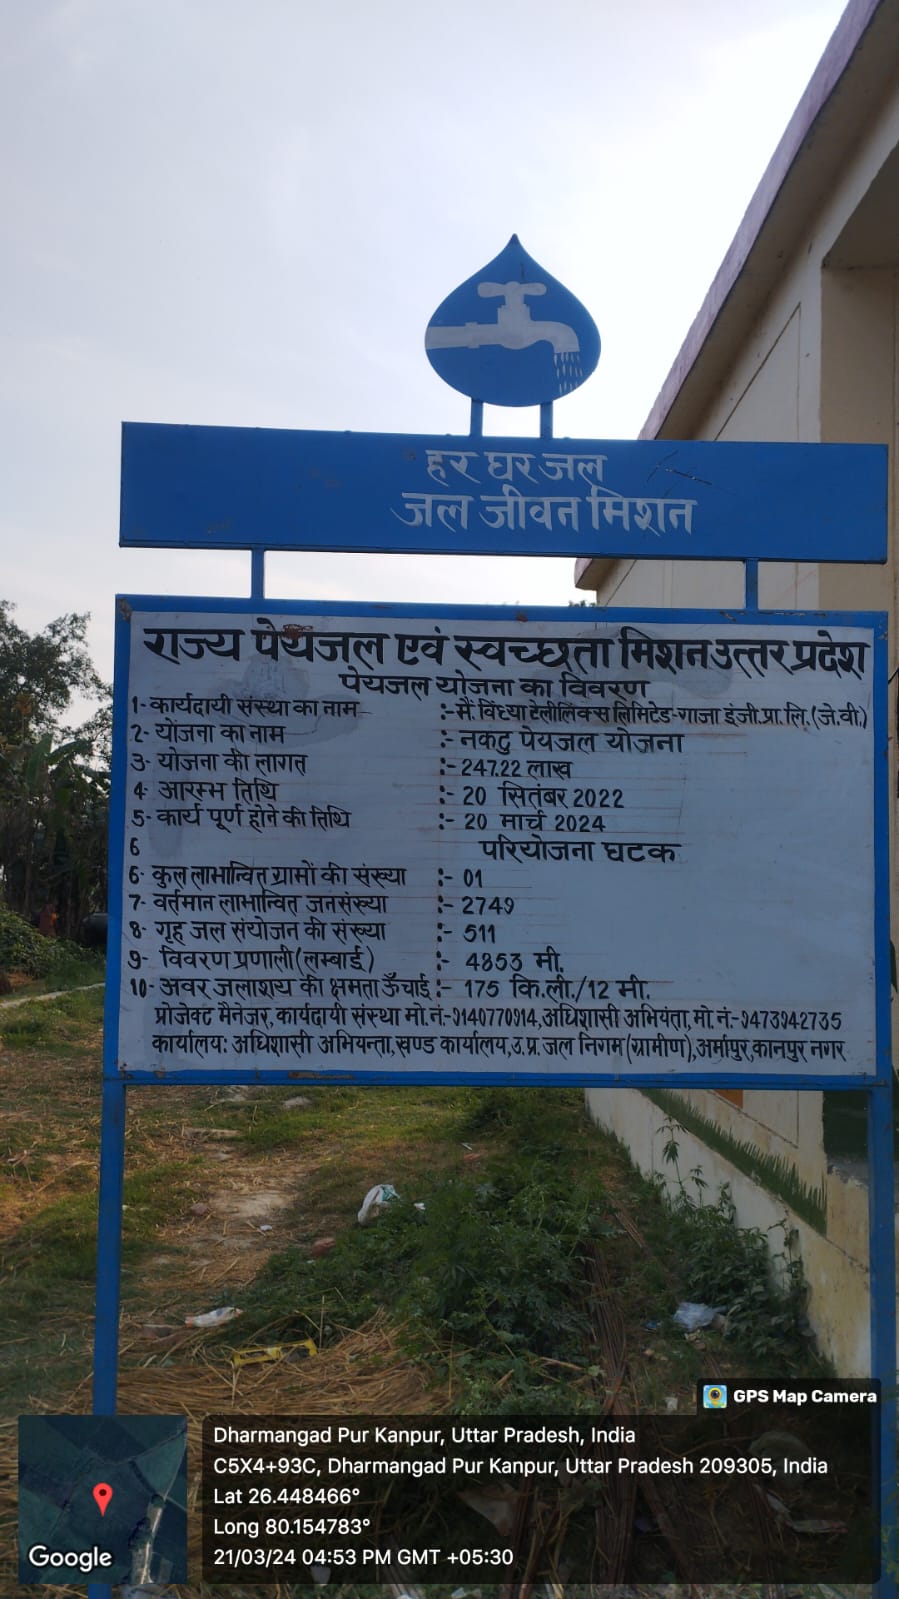 हर घर जल
जल जीवन मिशन
राज्य पेयजल एवं स्वच्छता मिशन उत्तर प्रदेश
पेयजल योजना का विवरण
1- कार्यदायी संस्था का नाम :- मै. विंध्या टेलीलिंक्स लिमिटेड-गाजा इंजी.प्रा.लि.(जे.वी.)
2- योंजना का नाम :- नकटु पेयजल योजना
3- योजना की लागत :- 247.22 लाख
4- आरम्भ तिथि :- 20 सितंबर 2022
5- कार्य पूर्ण होने की तिथि :- 20 मार्च 2024
6 परियोजना घटक
6- कुल लाभान्वित ग्रामों की संख्या :- 01
7- वर्तमान लाभान्वित जनसंख्या :- 2749
8- गृह जल संयोजन की संख्या :- 511
9- विवरण प्रणाली (लम्बाई) :- 4853 मी.
10- अवर जलाशय की क्षमता ऊँचाई :- 175 कि.ली./12 मी.
प्रोजेक्ट मैनेजर, कार्यदायी संस्था मो.नं.-9140770914, अधिशासी अभियंता, मो. नं.-9473942735
कार्यालय: अधिशासी अभियन्ता, खण्ड कार्यालय, उ.प्र. जल निगम (ग्रामीण), अर्मापुर, कानपुर नगर
GPS Map Camera
Dharmangad Pur Kanpur, Uttar Pradesh, India
C5X4+93C, Dharmangad Pur Kanpur, Uttar Pradesh 209305, India
Lat 26.448466°
Long 80.154783°
21/03/24 04:53 PM GMT +05:30
Google